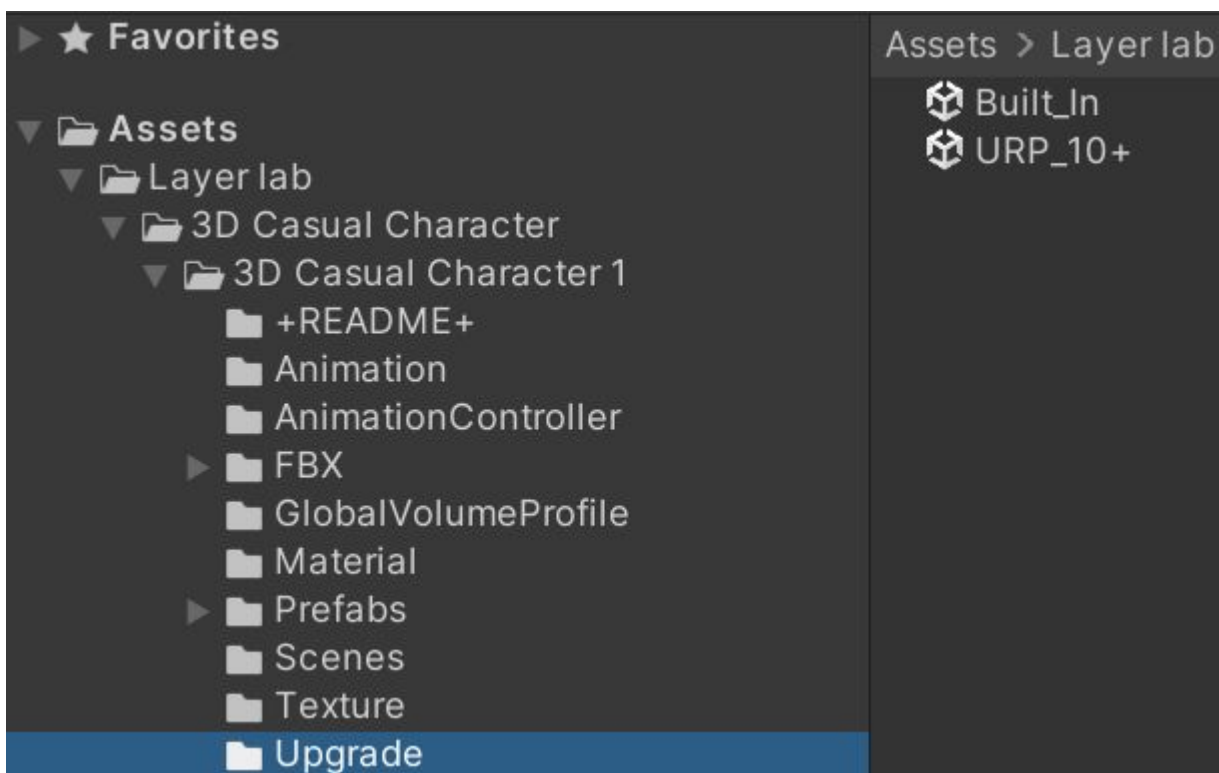 Favorites
Assets
Layer lab
3D Casual Character
3D Casual Character 1
+README+
Animation
AnimationController
FBX
GlobalVolumeProfile
Material
Prefabs
Scenes
Texture
Upgrade
Assets > Layer lab
Built_In
URP_10+